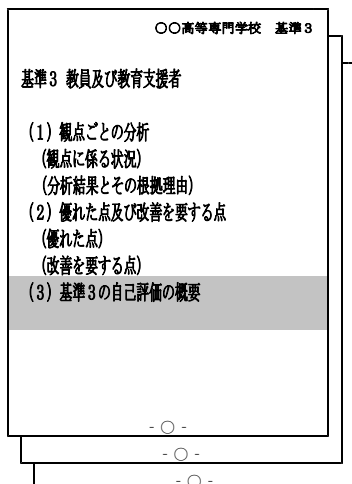 〇〇高等専門学校　基準３
基準３ 教員及び教育支援者
（１）観点ごとの分析
（観点に係る状況）
（分析結果とその根拠理由）
（２）優れた点及び改善を要する点
（優れた点）
（改善を要する点）
（３）基準３の自己評価の概要
- 〇 -
- 〇 -
- 〇 -